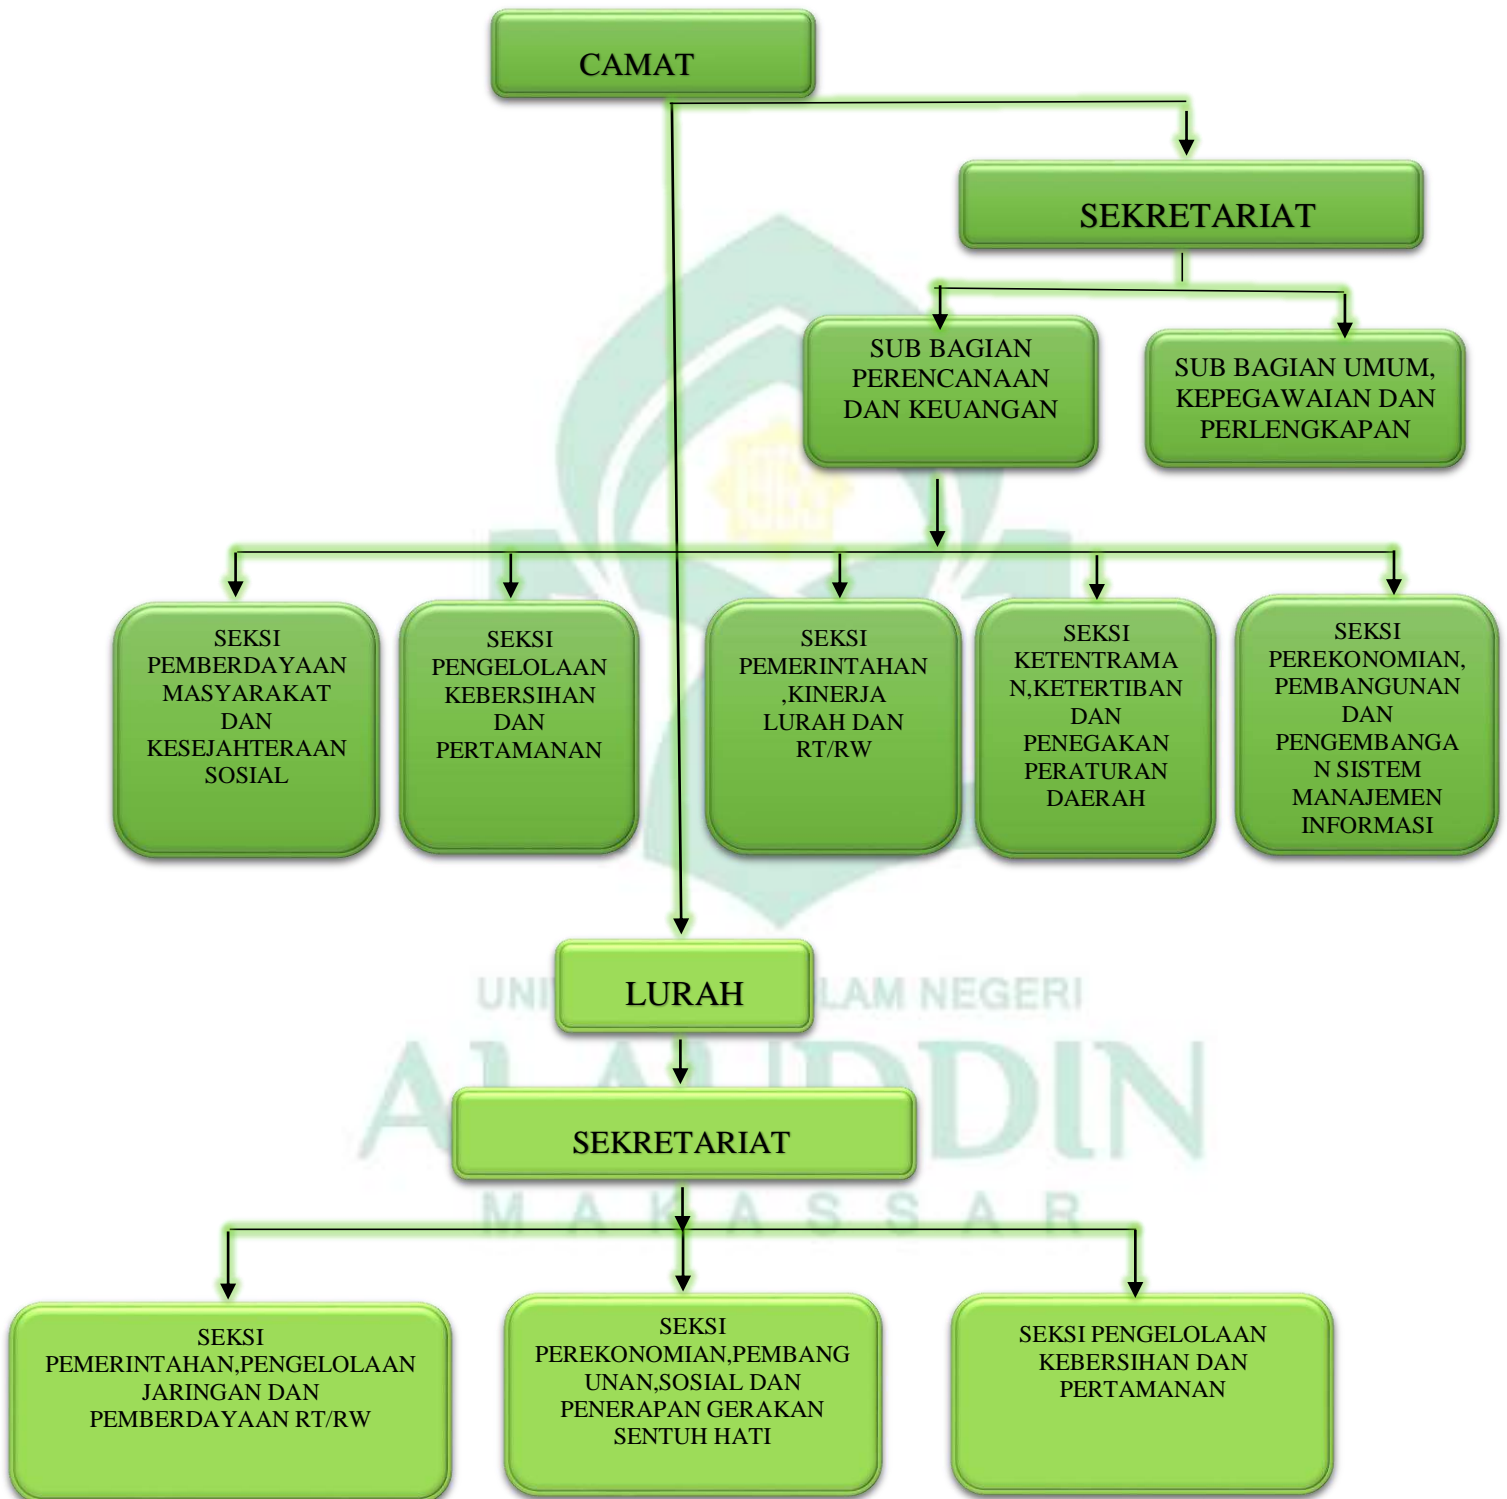 CAMAT
SEKRETARIAT
SUB BAGIAN
PERENCANAAN
DAN KEUANGAN
SUB BAGIAN UMUM,
KEPEGAWAIAN DAN
PERLENGKAPAN
SEKSI
PEMBERDAYAAN
MASYARAKAT
DAN
KESEJAHTERAAN
SOSIAL
SEKSI
PENGELOLAAN
KEBERSIHAN
DAN
PERTAMANAN
SEKSI
PEMERINTAHAN
,KINERJA
LURAH DAN
RT/RW
SEKSI
KETENTRAMA
N,KETERTIBAN
DAN
PENEGAKAN
PERATURAN
DAERAH
SEKSI
PEREKONOMIAN,
PEMBANGUNAN
DAN
PENGEMBANGA
N SISTEM
MANAJEMEN
INFORMASI
LURAH
NEGERI
ALAUDDIN
SEKRETARIAT
MAKASSAR
SEKSI
PEMERINTAHAN,PENGELOLAAN
JARINGAN DAN
PEMBERDAYAAN RT/RW
SEKSI
PEREKONOMIAN,PEMBANG
UNAN,SOSIAL DAN
PENERAPAN GERAKAN
SENTUH HATI
SEKSI PENGELOLAAN
KEBERSIHAN DAN
PERTAMANAN